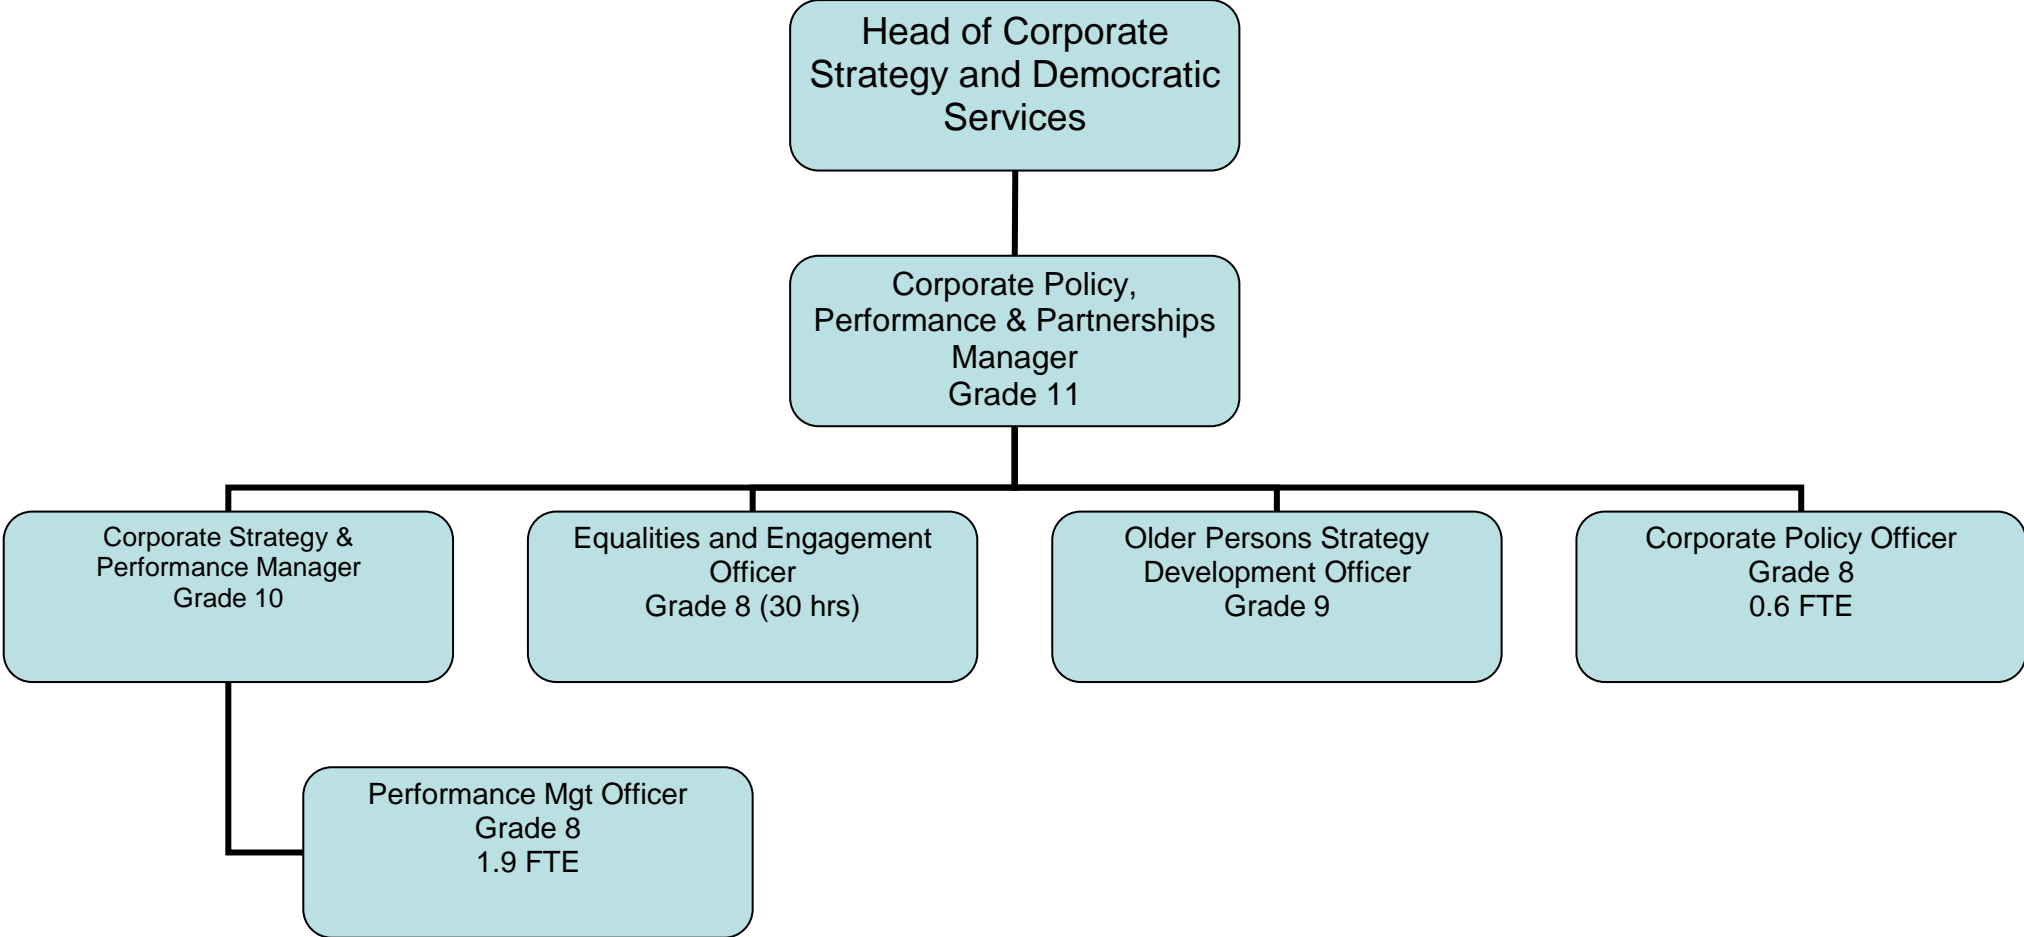 Head of Corporate
Strategy and Democratic
Services
Corporate Policy,
Performance & Partnerships
Manager
Grade 11
Corporate Strategy &
Performance Manager
Grade 10
Equalities and Engagement
Officer
Grade 8 (30 hrs)
Older Persons Strategy
Development Officer
Grade 9
Corporate Policy Officer
Grade 8
0.6 FTE
Performance Mgt Officer
Grade 8
1.9 FTE